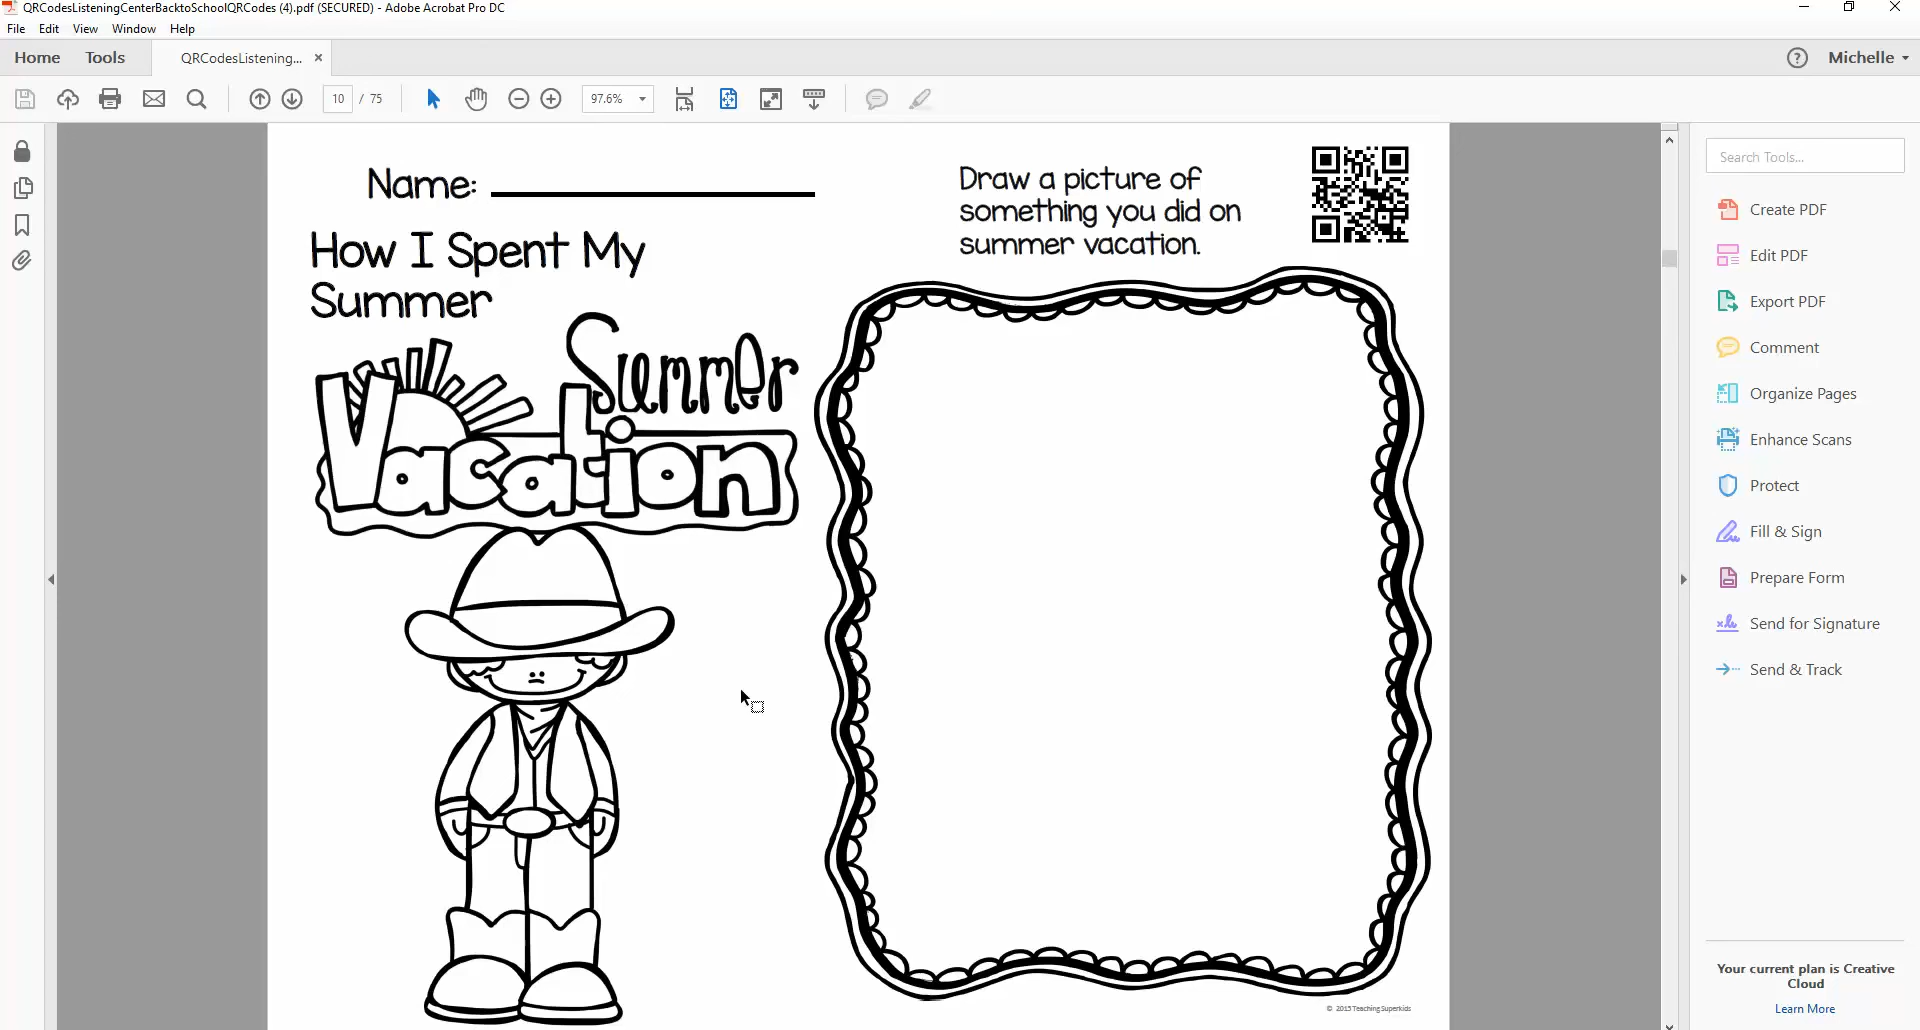 QRCodesListeningCenterBacktoSchoolQRCodes (4).pdf (SECURED) - Adobe Acrobat Pro DC
File Edit View Window Help
Home Tools QRCodesListening... × ? Michelle
10 / 75 97.6%
Name:
How I Spent My
Summer
Summer
Vacation
Draw a picture of
something you did on
summer vacation.
© 2015 Teaching Superkids
Search Tools...
Create PDF
Edit PDF
Export PDF
Comment
Organize Pages
Enhance Scans
Protect
Fill & Sign
Prepare Form
Send for Signature
Send & Track
Your current plan is Creative
Cloud
Learn More